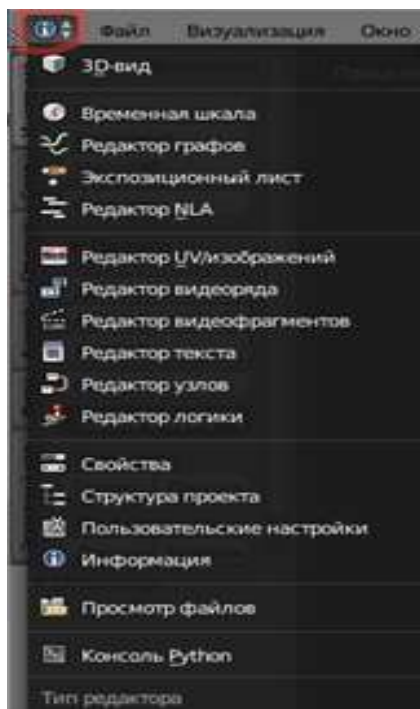 Файл Визуализация Окно
3D-вид
Временная шкала
Редактор графов
Экспозиционный лист
Редактор NLA
Редактор UV/изображений
Редактор видеоряда
Редактор видеофрагментов
Редактор текста
Редактор узлов
Редактор логики
Свойства
Структура проекта
Пользовательские настройки
Информация
Просмотр файлов
Консоль Python
Тип редактора